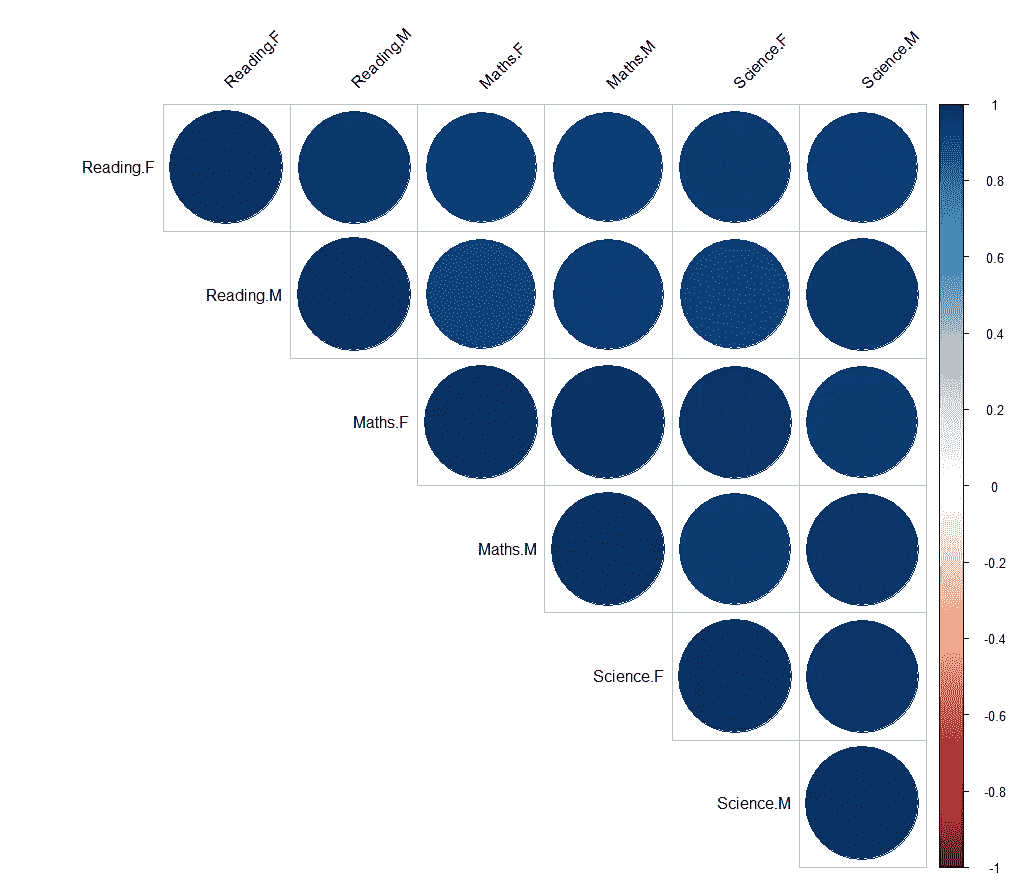 Reading.F
Reading.M
Maths.F
Maths.M
Science.F
Science.M
Reading.F
Reading.M
Maths.F
Maths.M
Science.F
Science.M
1
0.8
0.6
0.4
0.2
0
-0.2
-0.4
-0.6
-0.8
-1